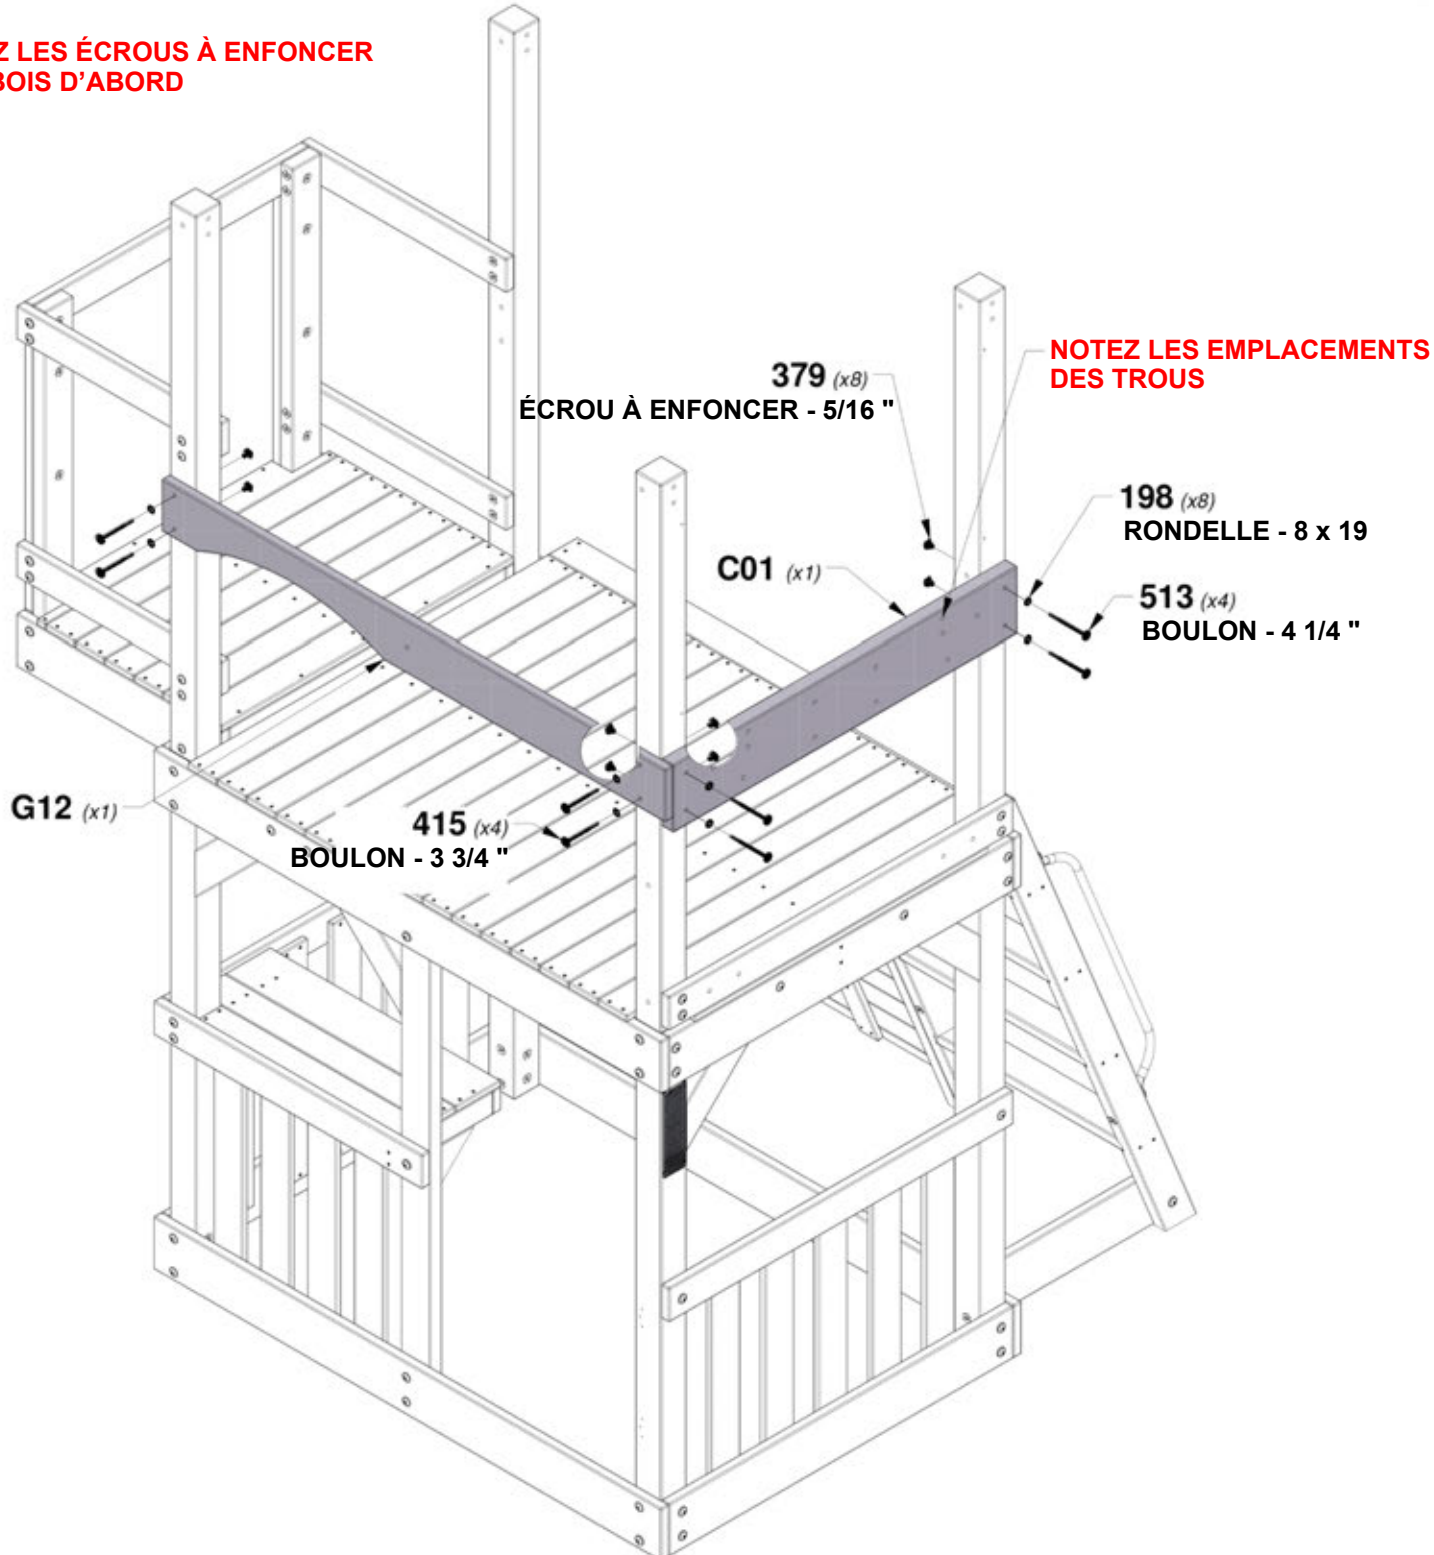 LES ÉCROUS À ENFONCER
BOIS D'ABORD
NOTEZ LES EMPLACEMENTS
DES TROUS
379 (x8)
ÉCROU À ENFONCER - 5/16 "
198 (x8)
RONDELLE - 8 x 19
C01 (x1)
513 (x4)
BOULON - 4 1/4 "
G12 (x1)
415 (x4)
BOULON - 3 3/4 "